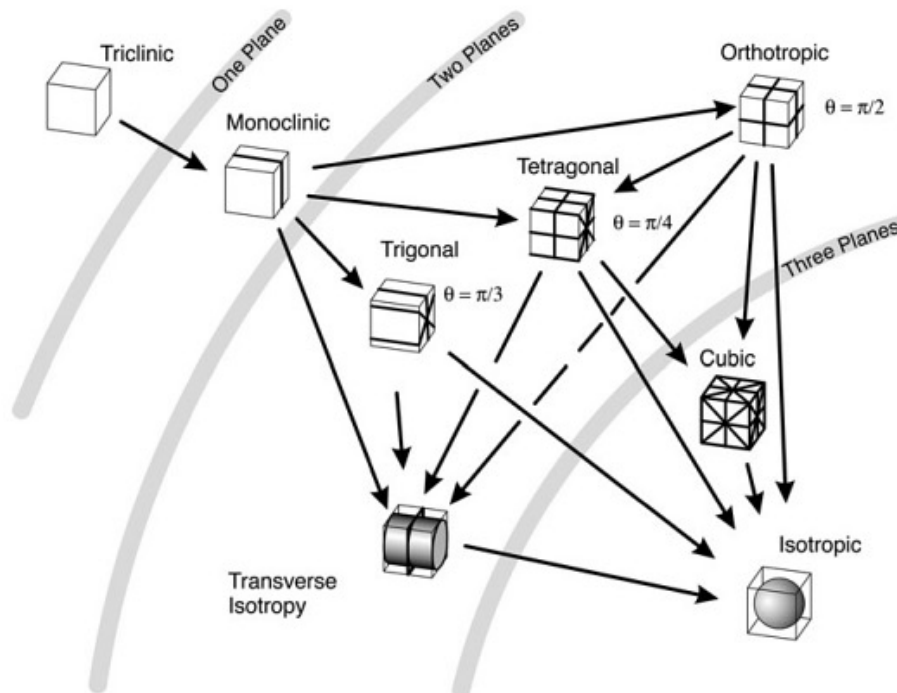 Triclinic
One Plane
Two Planes
Orthotropic
θ = π/2
Monoclinic
Tetragonal
θ = π/4
Trigonal
θ = π/3
Three Planes
Cubic
Isotropic
Transverse
Isotropy